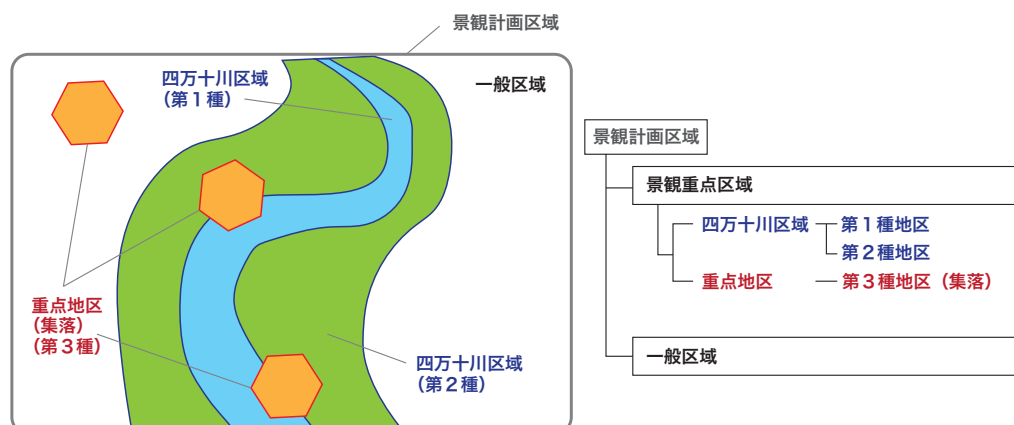 景観計画区域
四万十川区域
（第１種）
一般区域
重点地区
（集落）
（第３種）
四万十川区域
（第２種）
景観計画区域
景観重点区域
四万十川区域
第１種地区
第２種地区
重点地区
第３種地区（集落）
一般区域